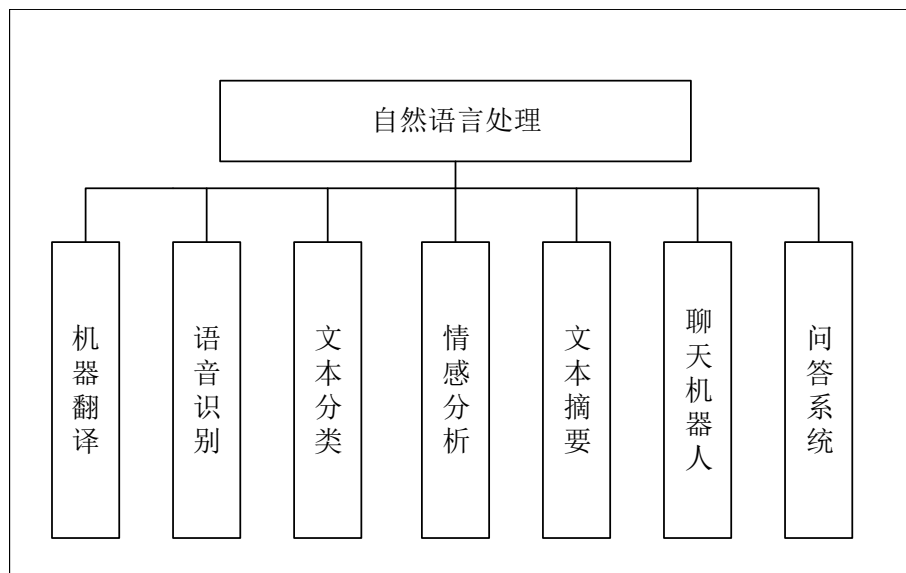 自然语言处理
机器翻译
语音识别
文本分类
情感分析
文本摘要
聊天机器人
问答系统